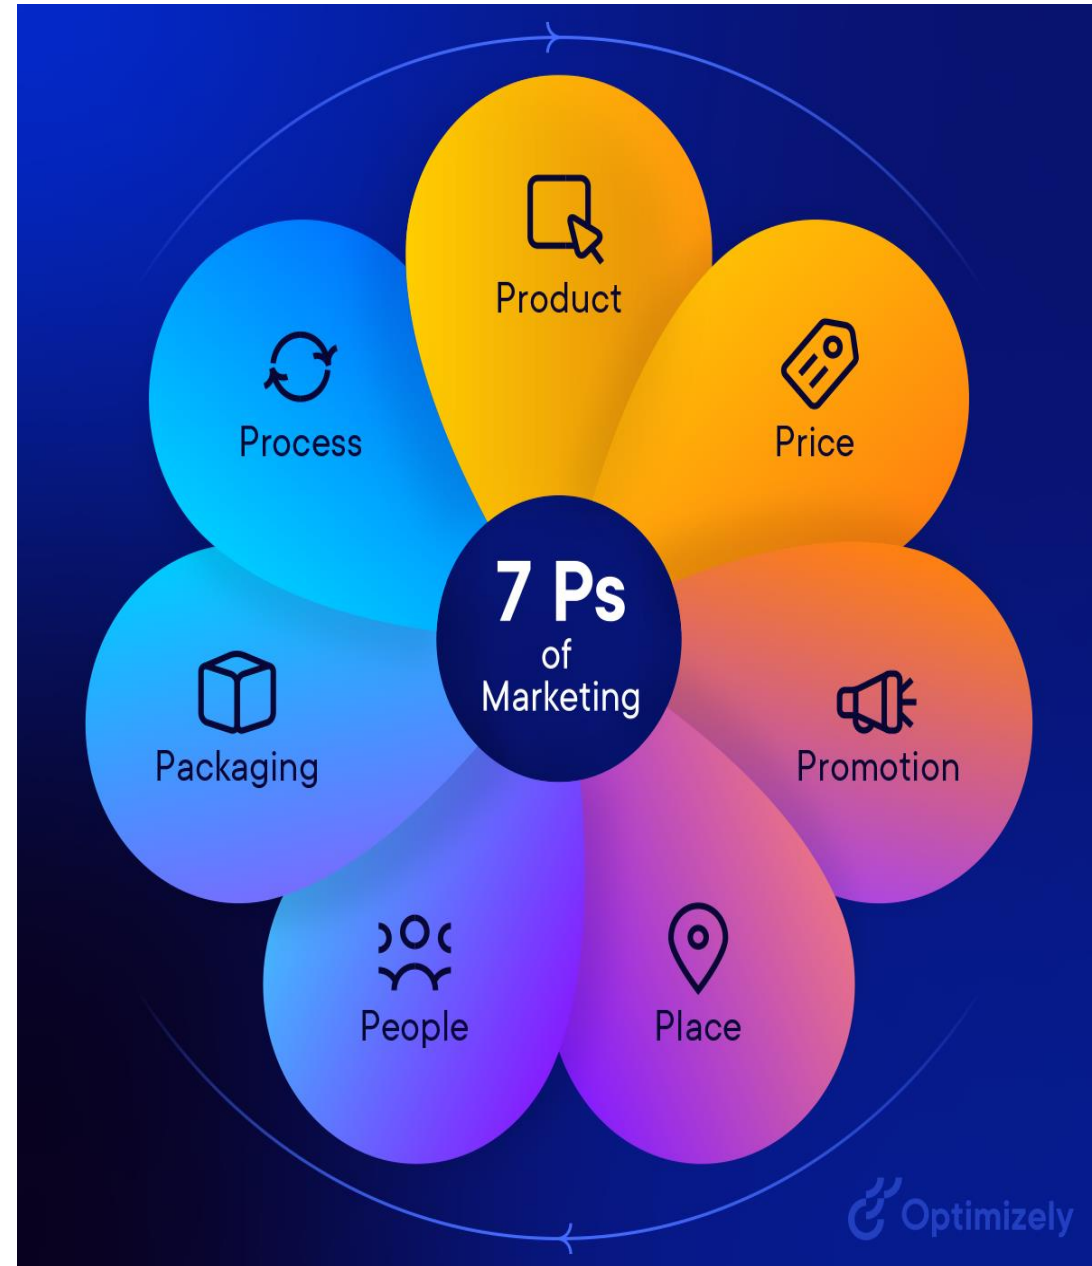 Product
Price
Process
7 Ps
of
Marketing
Promotion
Packaging
People
Place
Optimizely